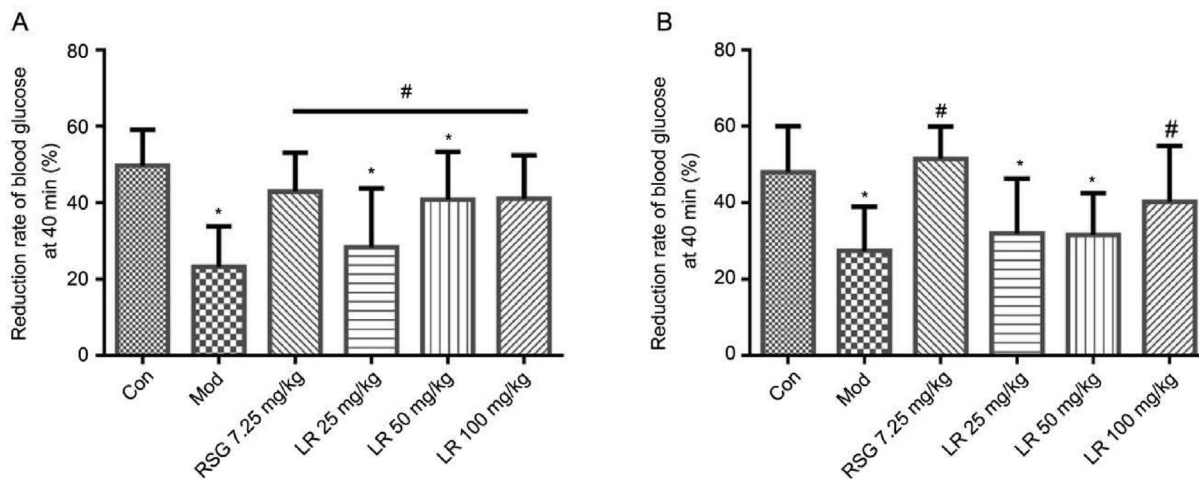 A
Reduction rate of blood glucose
at 40 min (%)
80
60
40
20
0
#
*
*
*
Con
Mod
RSG 7.25 mg/kg
LR 25 mg/kg
LR 50 mg/kg
LR 100 mg/kg
B
Reduction rate of blood glucose
at 40 min (%)
80
60
40
20
0
*
#
*
*
#
Con
Mod
RSG 7.25 mg/kg
LR 25 mg/kg
LR 50 mg/kg
LR 100 mg/kg